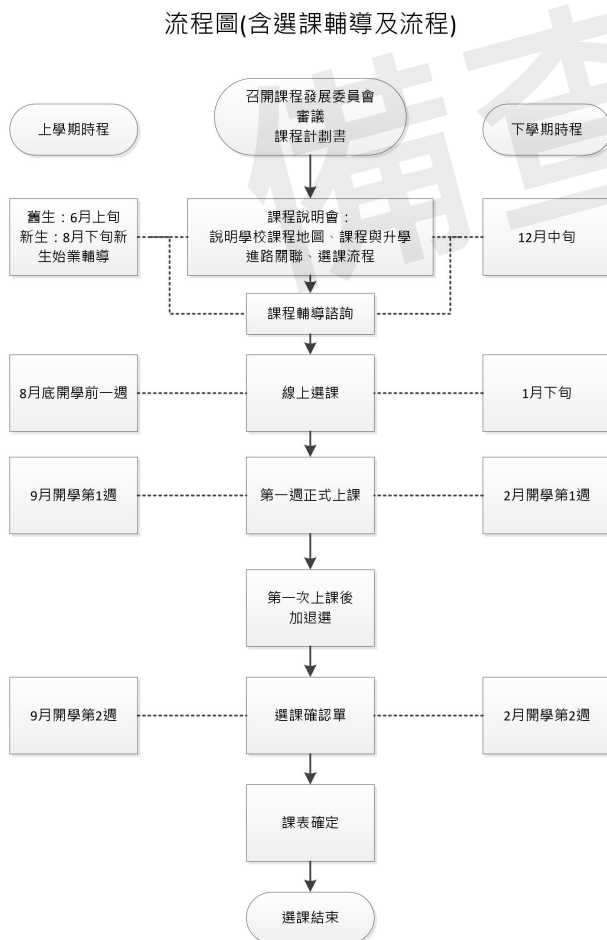 流程圖(含選課輔導及流程)
備查
召開課程發展委員會
審議
課程計劃書
上學期時程
下學期時程
舊生：6月上旬
新生：8月下旬新
生始業輔導
課程說明會：
說明學校課程地圖、課程與升學
進路關聯、選課流程
12月中旬
課程輔導諮詢
8月底開學前一週
線上選課
1月下旬
9月開學第1週
第一週正式上課
2月開學第1週
第一次上課後
加退選
9月開學第2週
選課確認單
2月開學第2週
課表確定
選課結束